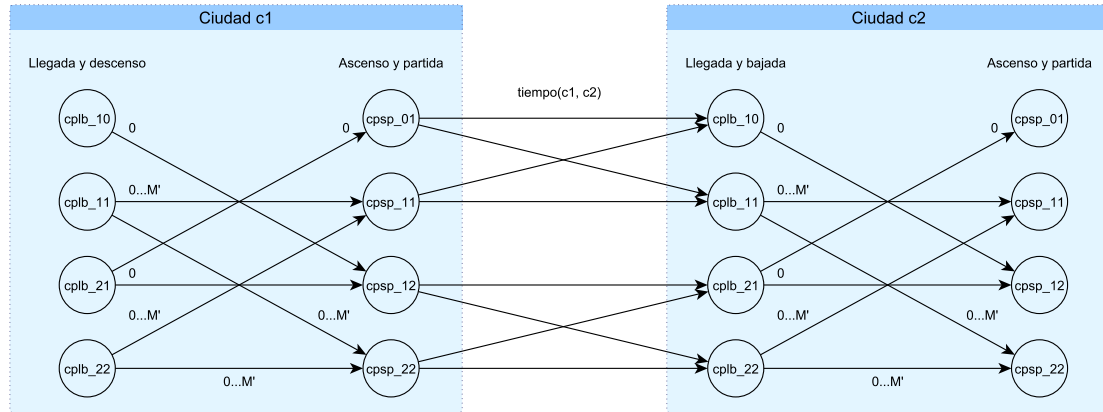 Ciudad c1
Ciudad c2
Llegada y descenso
Ascenso y partida
tiempo(c1, c2)
Llegada y bajada
Ascenso y partida
cplb_10
0
0
cpsp_01
cplb_10
0
0
cpsp_01
cplb_11
0...M'
cpsp_11
cplb_11
0...M'
cpsp_11
cplb_21
0
cpsp_12
cplb_21
0
cpsp_12
0...M'
0...M'
0...M'
0...M'
cplb_22
0...M'
cpsp_22
cplb_22
0...M'
cpsp_22